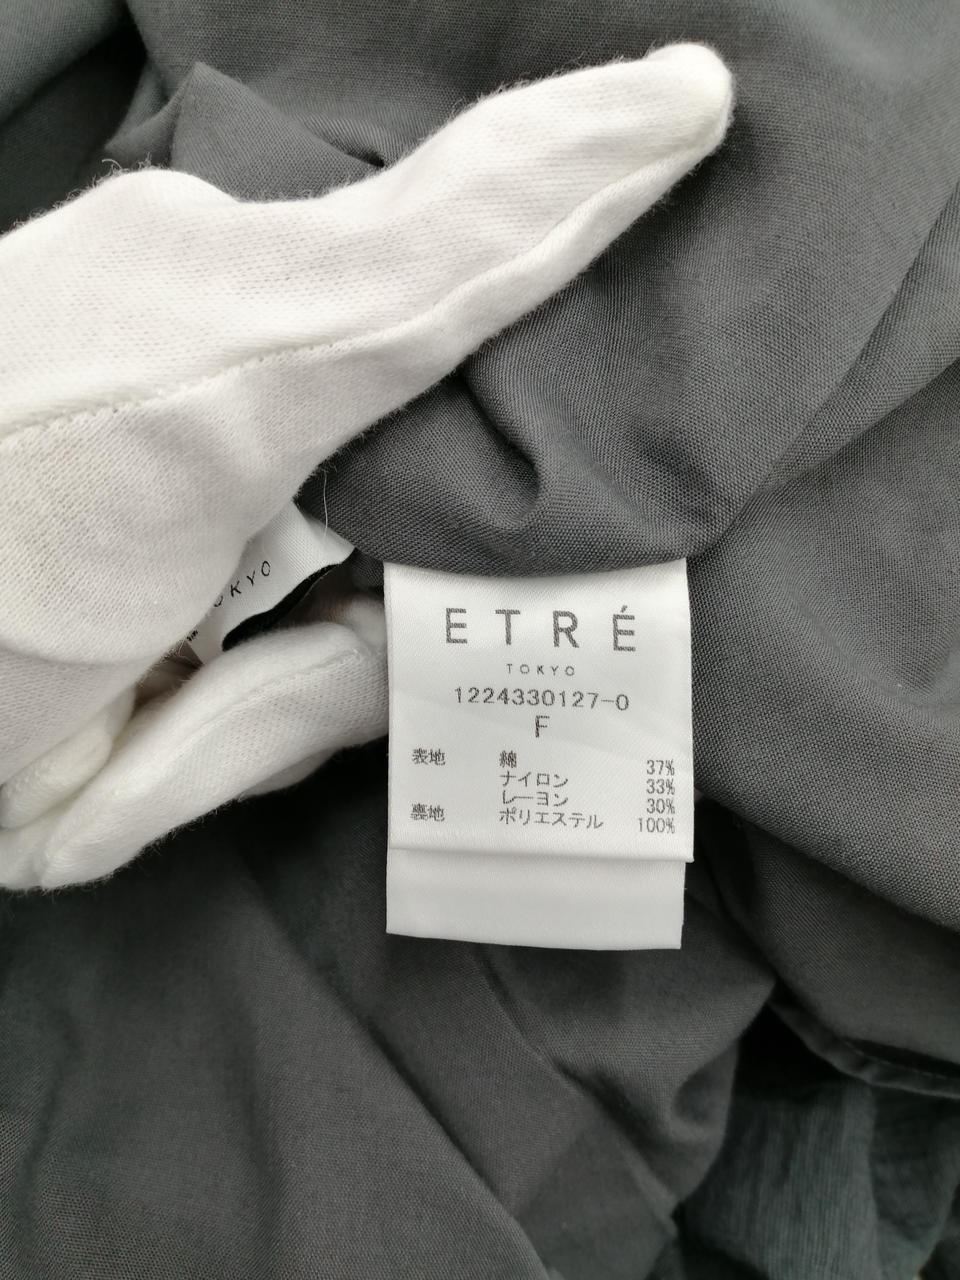 OKYO
ETRÉ
TOKYO
1224330127-0
F
表地 綿 37%
ナイロン 33%
レーヨン 30%
裏地 ポリエステル 100%